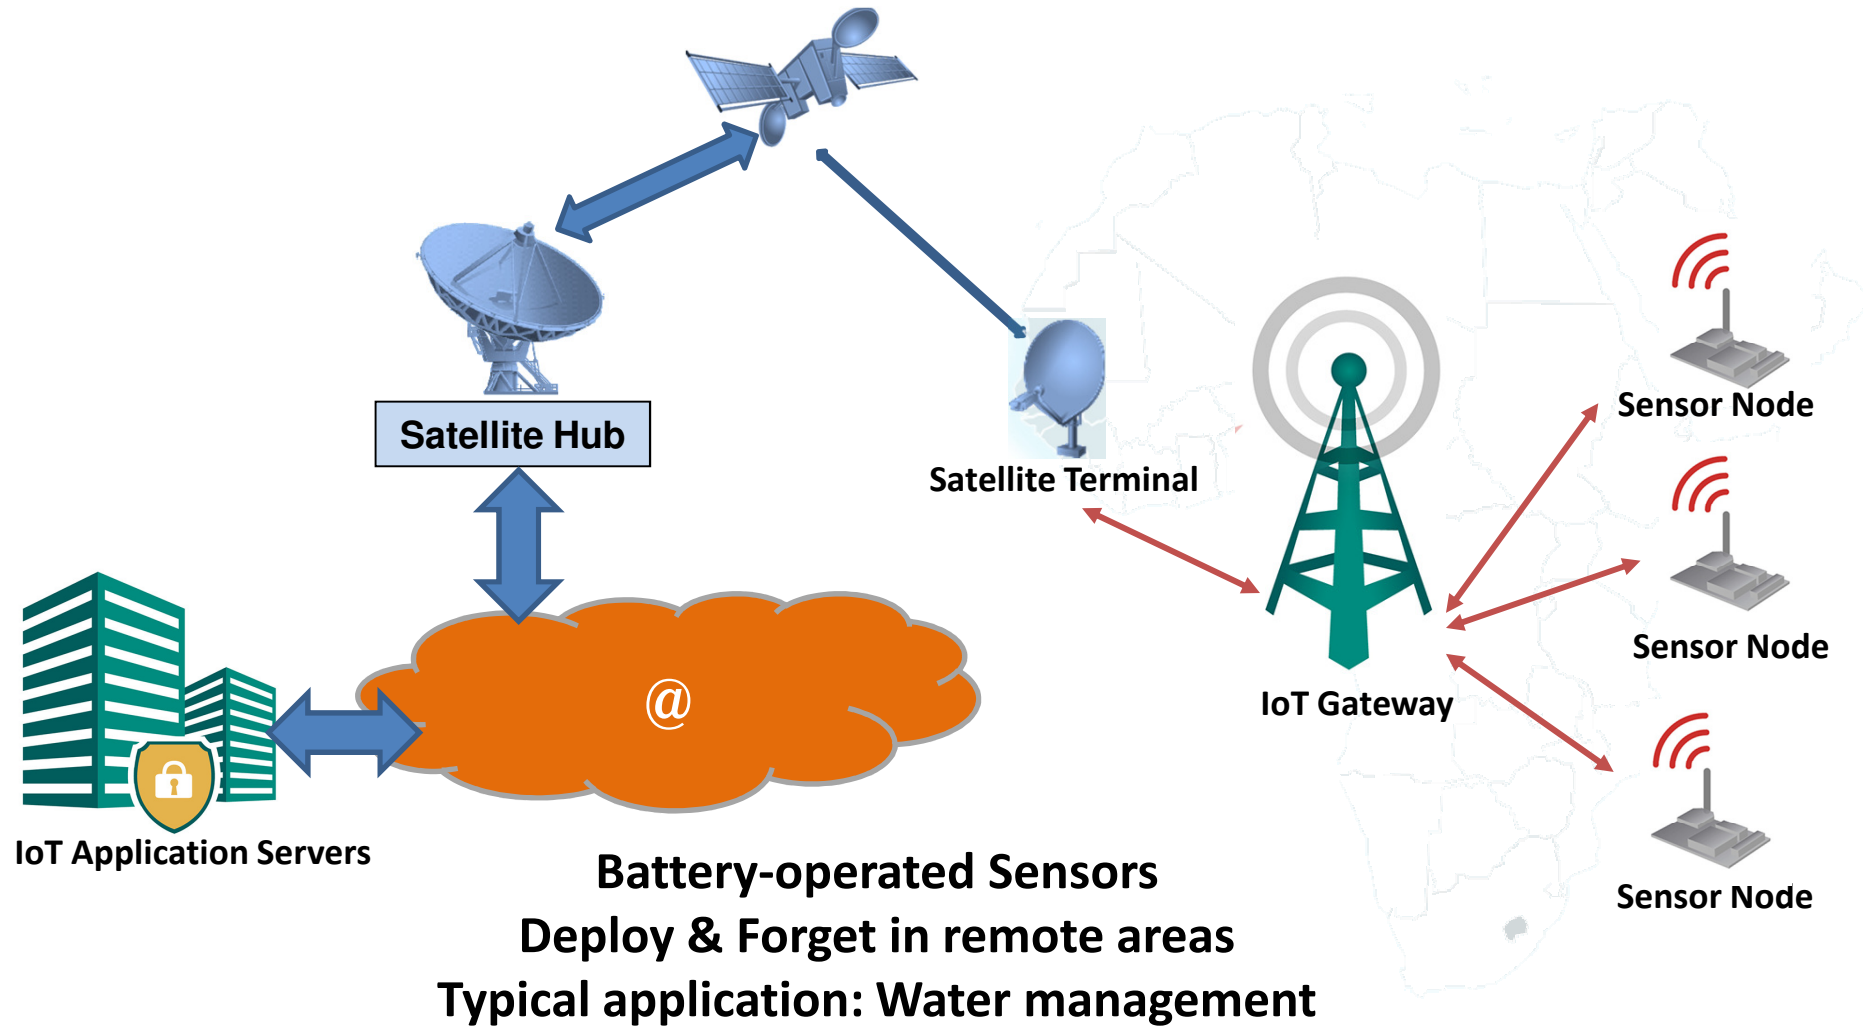 Satellite Hub
Satellite Terminal
Sensor Node
Sensor Node
@
IoT Gateway
IoT Application Servers
Sensor Node
Battery-operated Sensors
Deploy & Forget in remote areas
Typical application: Water management